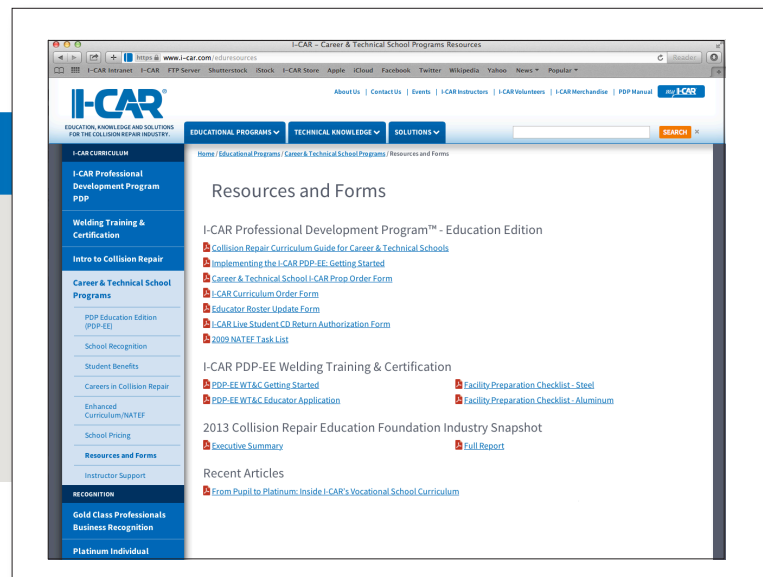 I-CAR – Career & Technical School Programs Resources
https www.i-car.com/eduresources
Reader
I-CAR Intranet I-CAR FTP Server Shutterstock iStock I-CAR Store Apple iCloud Facebook Twitter Wikipedia Yahoo News Popular
About Us | Contact Us | Events | I-CAR Instructors | I-CAR Volunteers | I-CAR Merchandise | PDP Manual my I-CAR
I-CAR®
EDUCATION, KNOWLEDGE AND SOLUTIONS
FOR THE COLLISION REPAIR INDUSTRY.
EDUCATIONAL PROGRAMS TECHNICAL KNOWLEDGE SOLUTIONS SEARCH
I-CAR CURRICULUM
I-CAR Professional
Development Program
PDP
Welding Training &
Certification
Intro to Collision Repair
Career & Technical School
Programs
PDP Education Edition
(PDP-EE)
School Recognition
Student Benefits
Careers in Collision Repair
Enhanced
Curriculum/NATEF
School Pricing
Resources and Forms
Instructor Support
RECOGNITION
Gold Class Professionals
Business Recognition
Platinum Individual
Home / Educational Programs / Career & Technical School Programs / Resources and Forms
Resources and Forms
I-CAR Professional Development Program™ - Education Edition
Collision Repair Curriculum Guide for Career & Technical Schools
Implementing the I-CAR PDP-EE: Getting Started
Career & Technical School I-CAR Prop Order Form
I-CAR Curriculum Order Form
Educator Roster Update Form
I-CAR Live Student CD Return Authorization Form
2009 NATEF Task List
I-CAR PDP-EE Welding Training & Certification
PDP-EE WT&C Getting Started Facility Preparation Checklist - Steel
PDP-EE WT&C Educator Application Facility Preparation Checklist - Aluminum
2013 Collision Repair Education Foundation Industry Snapshot
Executive Summary Full Report
Recent Articles
From Pupil to Platinum: Inside I-CAR's Vocational School Curriculum